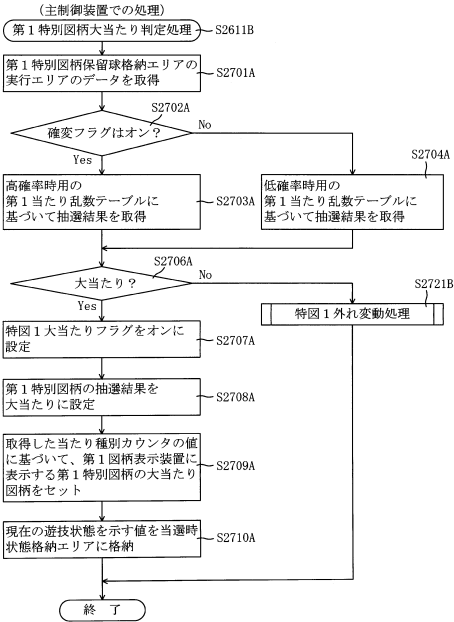 （主制御装置での処理）
第１特別図柄大当たり判定処理
S2611B
第１特別図柄保留球格納エリアの
実行エリアのデータを取得
S2701A
S2702A
確変フラグはオン？
No
Yes
S2704A
高確率時用の
第１当たり乱数テーブルに
基づいて抽選結果を取得
S2703A
低確率時用の
第１当たり乱数テーブルに
基づいて抽選結果を取得
S2706A
大当たり？
No
Yes
S2721B
特図１外れ変動処理
特図１大当たりフラグをオンに
設定
S2707A
第１特別図柄の抽選結果を
大当たりに設定
S2708A
取得した当たり種別カウンタの値
に基づいて、第１図柄表示装置に
表示する第１特別図柄の大当たり
図柄をセット
S2709A
現在の遊技状態を示す値を当選時
状態格納エリアに格納
S2710A
終　了